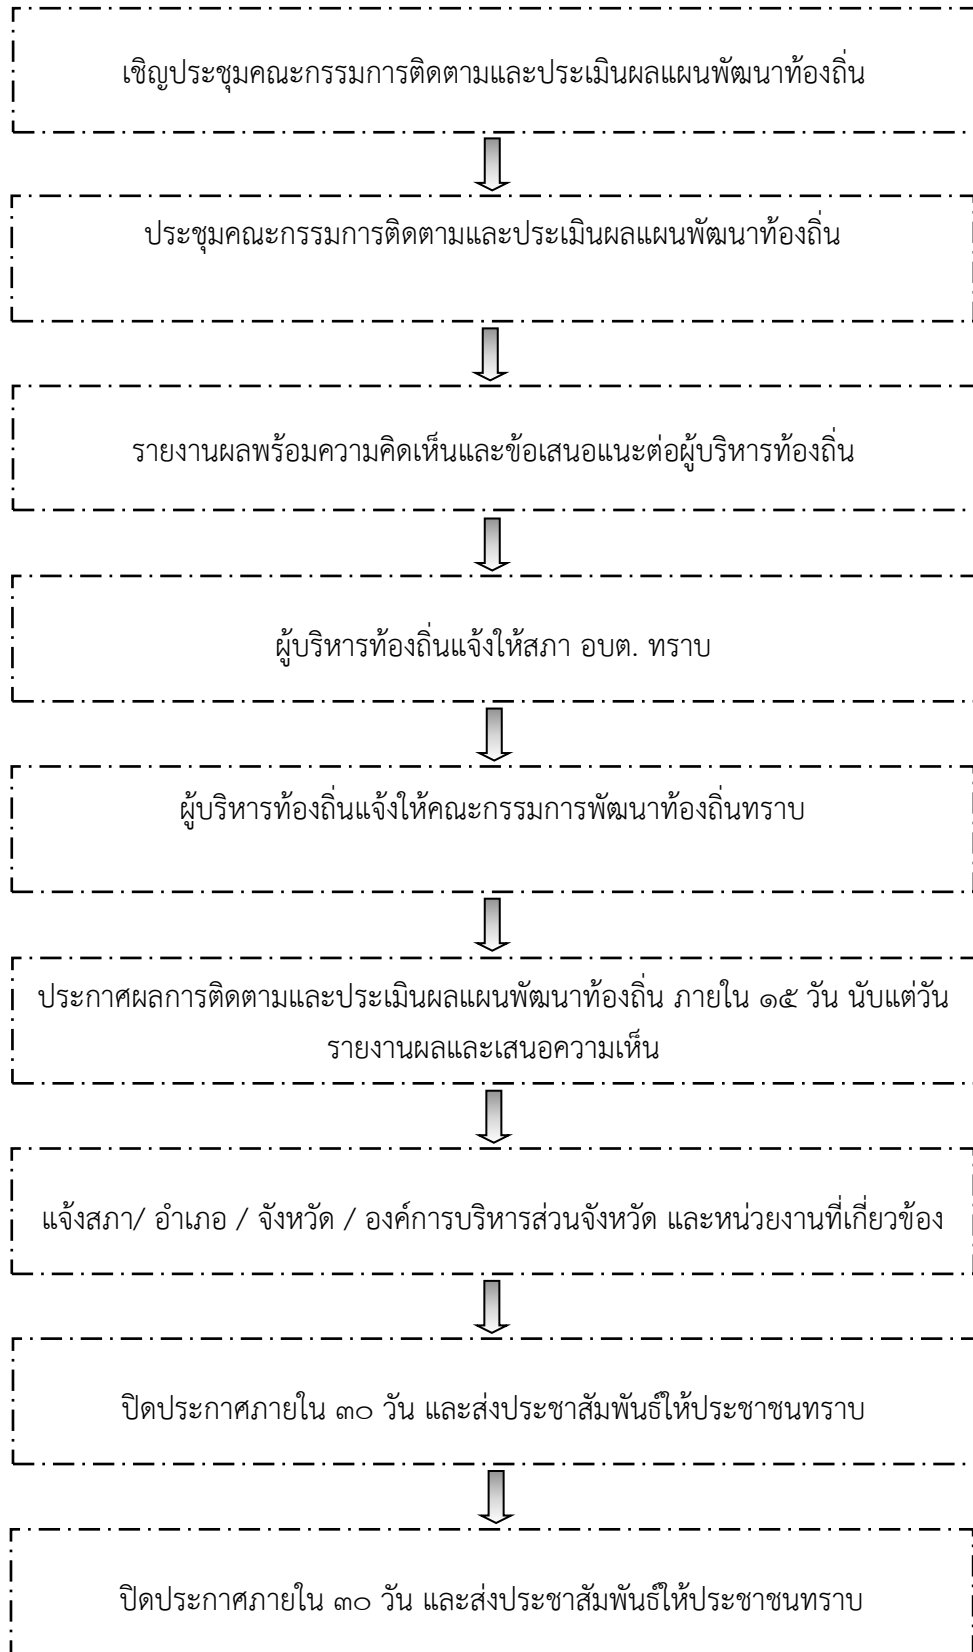 เชิญประชุมคณะกรรมการติดตามและประเมินผลแผนพัฒนาท้องถิ่น
ประชุมคณะกรรมการติดตามและประเมินผลแผนพัฒนาท้องถิ่น
รายงานผลพร้อมความคิดเห็นและข้อเสนอแนะต่อผู้บริหารท้องถิ่น
ผู้บริหารท้องถิ่นแจ้งให้สภา อบต. ทราบ
ผู้บริหารท้องถิ่นแจ้งให้คณะกรรมการพัฒนาท้องถิ่นทราบ
ประกาศผลการติดตามและประเมินผลแผนพัฒนาท้องถิ่น ภายใน ๑๕ วัน นับแต่วัน
รายงานผลและเสนอความเห็น
แจ้งสภา/ อำเภอ / จังหวัด / องค์การบริหารส่วนจังหวัด และหน่วยงานที่เกี่ยวข้อง
ปิดประกาศภายใน ๓๐ วัน และส่งประชาสัมพันธ์ให้ประชาชนทราบ
ปิดประกาศภายใน ๓๐ วัน และส่งประชาสัมพันธ์ให้ประชาชนทราบ